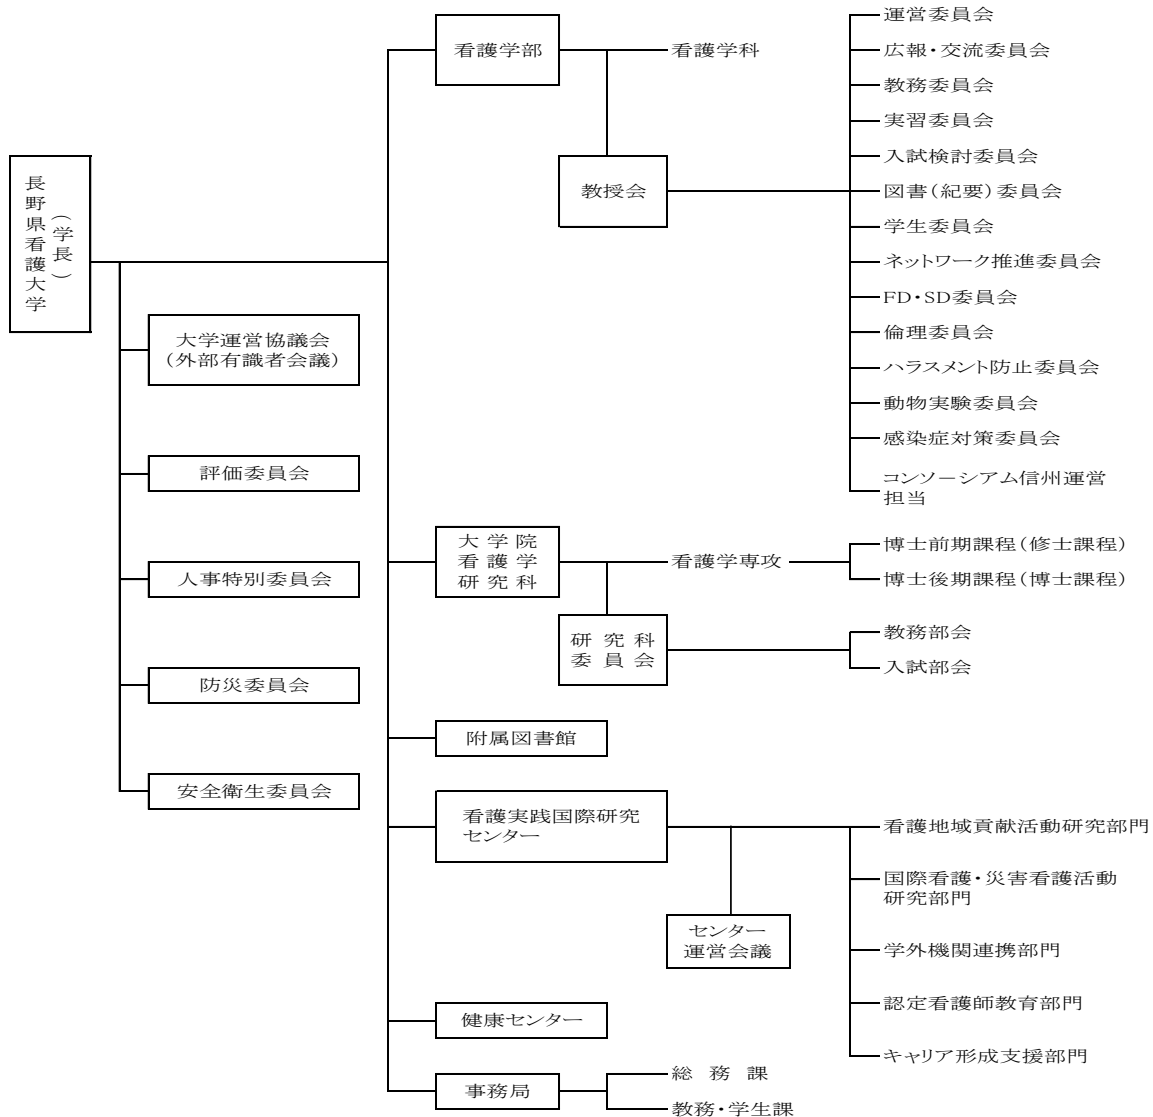 長野県看護大学
（学長）
大学運営協議会
（外部有識者会議）
評価委員会
人事特別委員会
防災委員会
安全衛生委員会
看護学部
看護学科
教授会
運営委員会
広報・交流委員会
教務委員会
実習委員会
入試検討委員会
図書（紀要）委員会
学生委員会
ネットワーク推進委員会
FD・SD委員会
倫理委員会
ハラスメント防止委員会
動物実験委員会
感染症対策委員会
コンソーシアム信州運営
担当
大学院
看護学
研究科
看護学専攻
博士前期課程（修士課程）
博士後期課程（博士課程）
研究科
委員会
教務部会
入試部会
附属図書館
看護実践国際研究
センター
センター
運営会議
看護地域貢献活動研究部門
国際看護・災害看護活動
研究部門
学外機関連携部門
認定看護師教育部門
キャリア形成支援部門
健康センター
事務局
総務課
教務・学生課